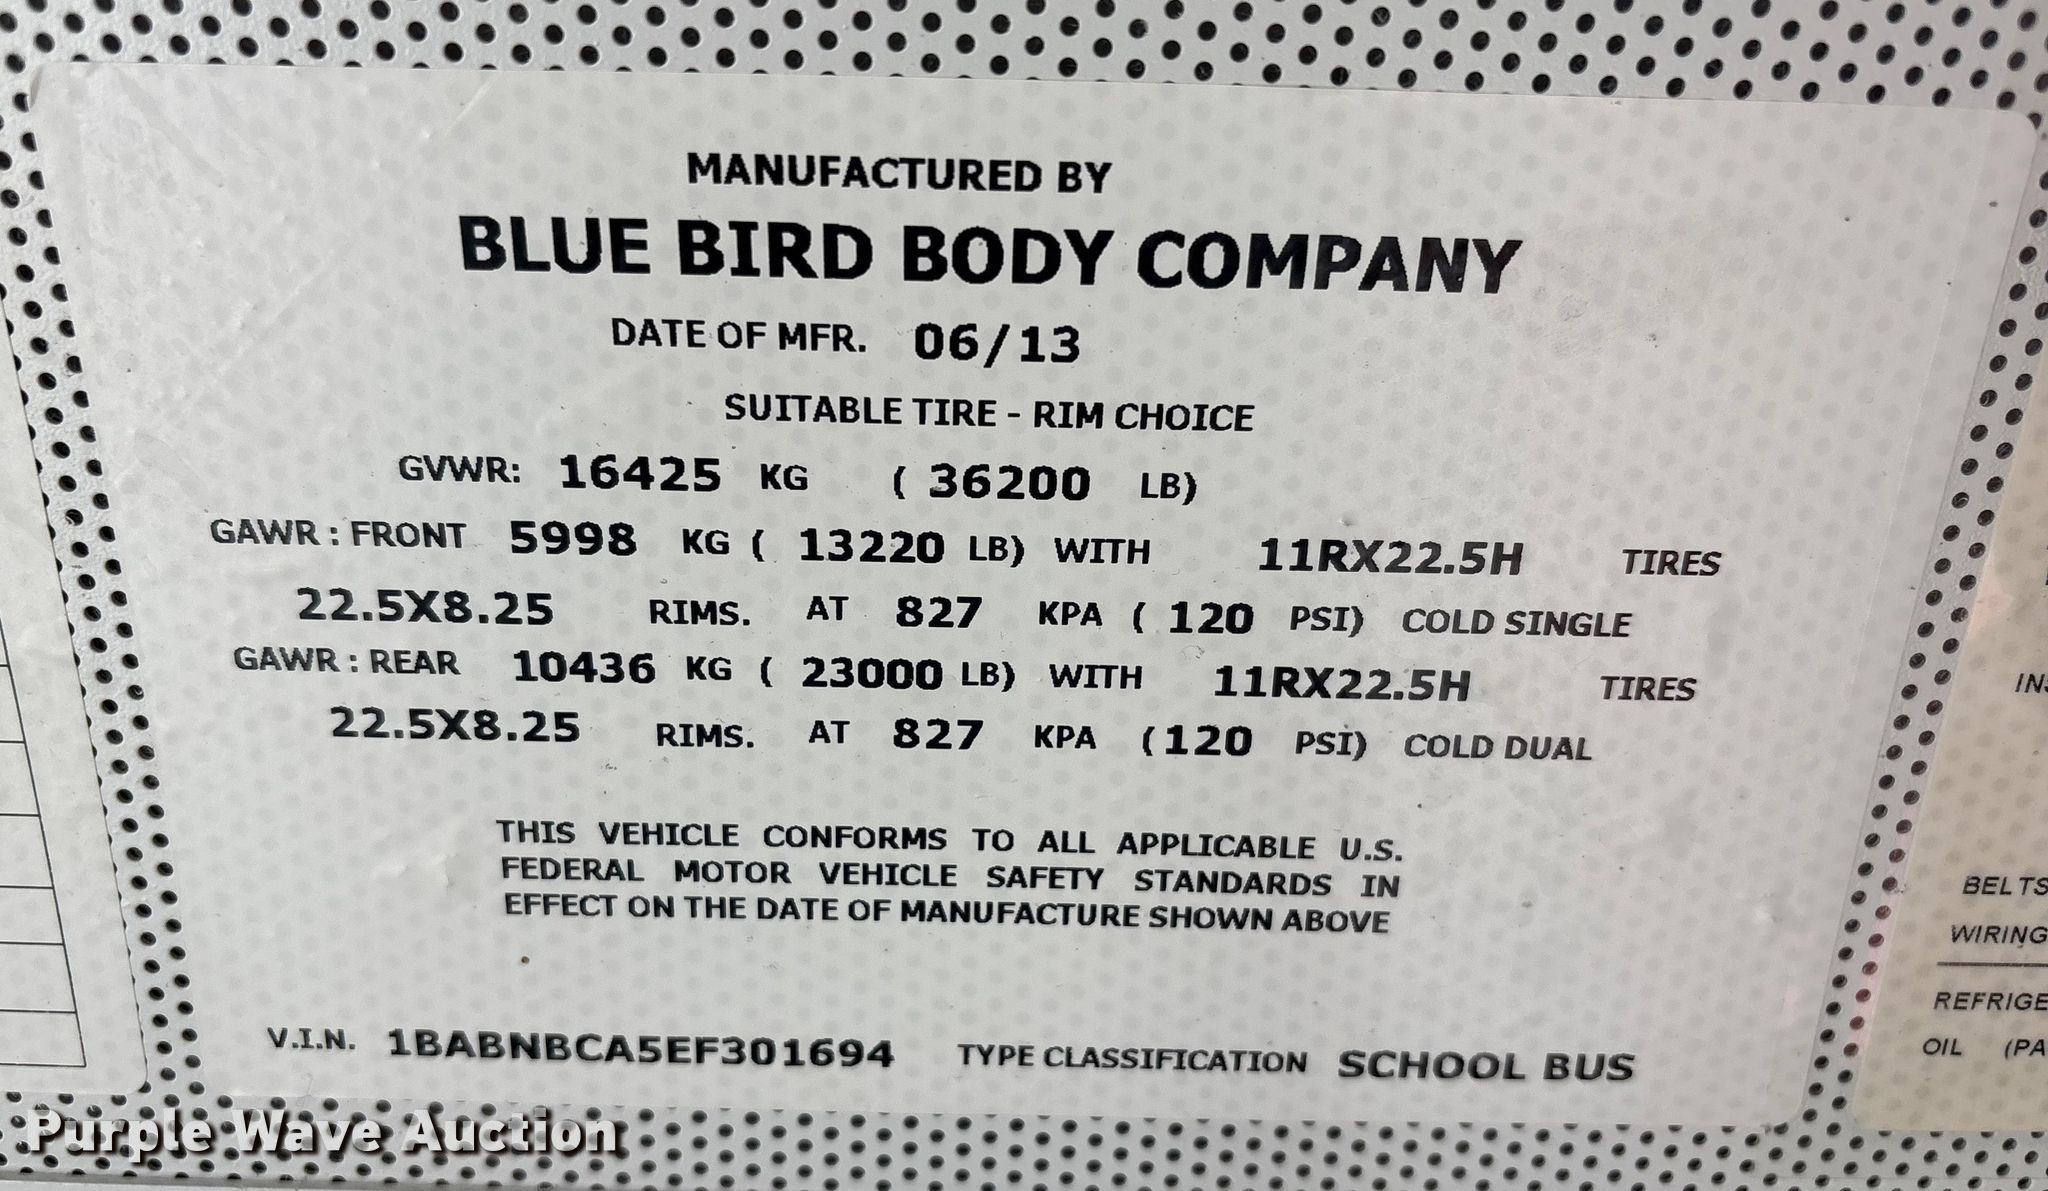 MANUFACTURED BY
BLUE BIRD BODY COMPANY
DATE OF MFR. 06/13
SUITABLE TIRE - RIM CHOICE
GVWR: 16425 KG ( 36200 LB)
GAWR : FRONT 5998 KG ( 13220 LB) WITH 11RX22.5H TIRES
22.5X8.25 RIMS. AT 827 KPA ( 120 PSI) COLD SINGLE
GAWR : REAR 10436 KG ( 23000 LB) WITH 11RX22.5H TIRES
22.5X8.25 RIMS. AT 827 KPA ( 120 PSI) COLD DUAL
THIS VEHICLE CONFORMS TO ALL APPLICABLE U.S.
FEDERAL MOTOR VEHICLE SAFETY STANDARDS IN
EFFECT ON THE DATE OF MANUFACTURE SHOWN ABOVE
V.I.N. 1BABNBCA5EF301694 TYPE CLASSIFICATION SCHOOL BUS
BELTS
WIRING
OIL
Purple Wave Auction